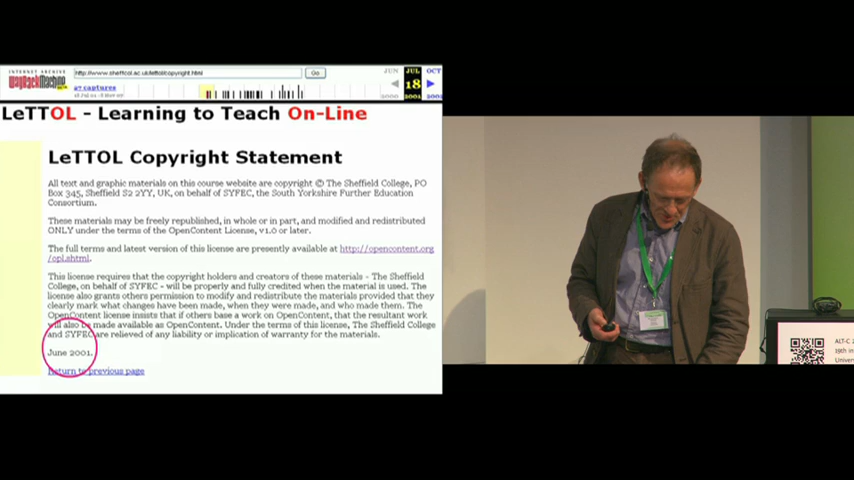 INTERNET ARCHIVE
WayBackMachine
http://www.sheffcol.ac.uk/lettol/copyright.html
Go
JUN JUL OCT
27 captures
18
2000 2001 2002
LeTTOL - Learning to Teach On-Line
LeTTOL Copyright Statement
All text and graphic materials on this course website are copyright © The Sheffield College, PO
Box 345, Sheffield S2 2YY, UK, on behalf of SYFEC, the South Yorkshire Further Education
Consortium.
These materials may be freely republished, in whole or in part, and modified and redistributed
ONLY under the terms of the OpenContent License, v1.0 or later.
The full terms and latest version of this license are presently available at http://opencontent.org
/opl.shtml.
This license requires that the copyright holders and creators of these materials - The Sheffield
College, on behalf of SYFEC - will be properly and fully credited when the material is used. The
license also grants others permission to modify and redistribute the materials provided that they
clearly mark what changes have been made, when they were made, and who made them. The
OpenContent license insists that if others base a work on OpenContent, that the resultant work
will also be made available as OpenContent. Under the terms of this license, The Sheffield College
and SYFEC are relieved of any liability or implication of warranty for the materials.
June 2001.
Return to previous page
ALT-C 2
19th in
Univer